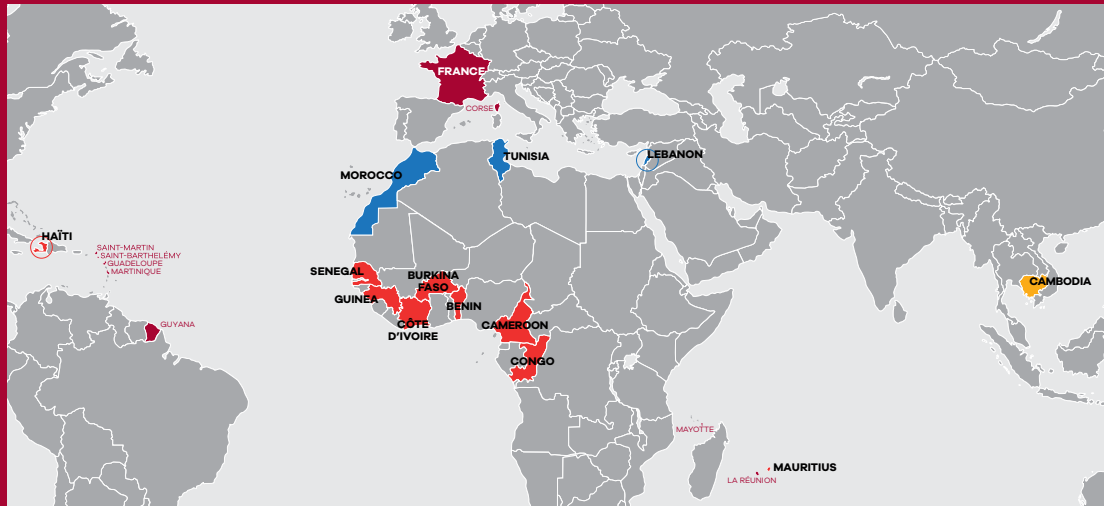 FRANCE
CORSE
TUNISIA
LEBANON
MOROCCO
HAÏTI
SAINT-MARTIN
SAINT-BARTHELÉMY
GUADELOUPE
MARTINIQUE
SENEGAL
BURKINA
FASO
CAMBODIA
GUINEA
BENIN
CÔTE
D'IVOIRE
CAMEROON
GUYANA
CONGO
MAYOTTE
MAURITIUS
LA RÉUNION